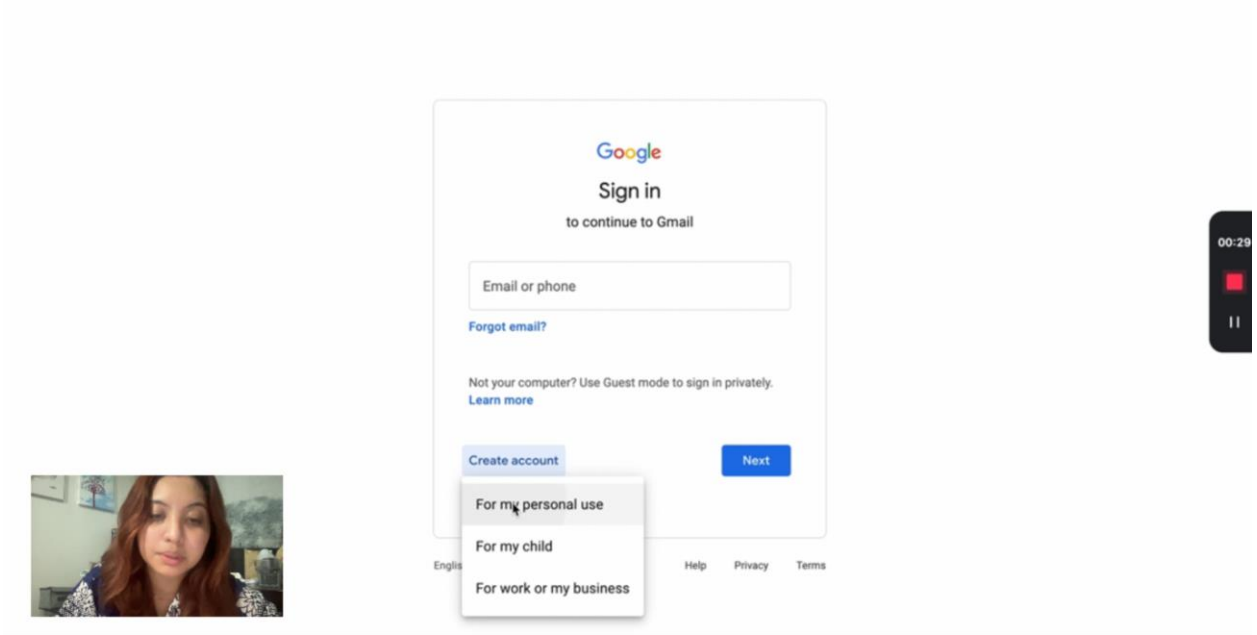 Google
Sign in
to continue to Gmail
Email or phone
Forgot email?
Not your computer? Use Guest mode to sign in privately.
Learn more
Create account
Next
For my personal use
For my child
For work or my business
Englis
Help
Privacy
Terms
00:29